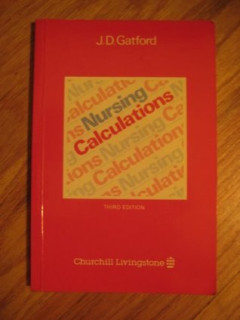 J.D.Gatford
Nursing
Calculations
THIRD EDITION
Churchill Livingstone